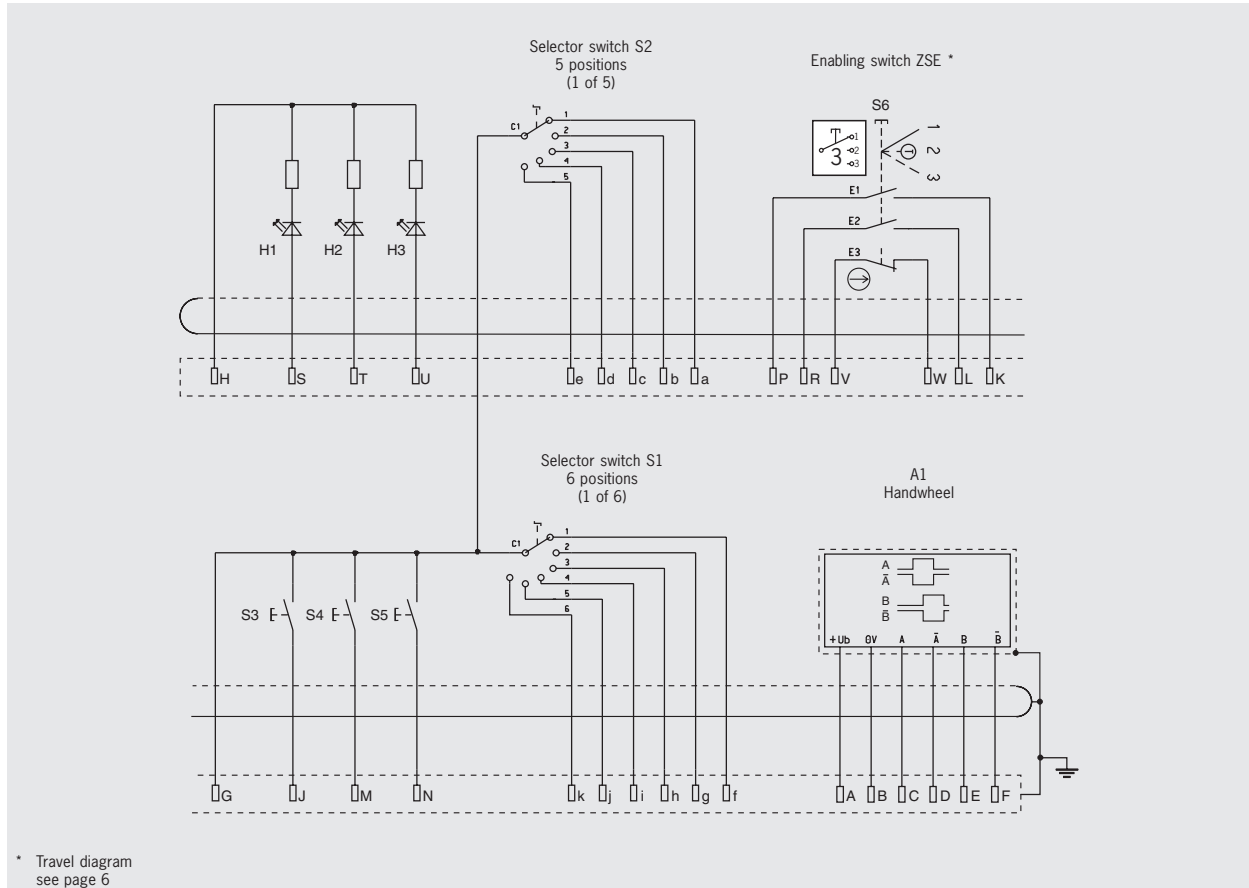 Selector switch S2
5 positions
(1 of 5)
Enabling switch ZSE *
S6
1
2
3
1
2
3
3
1
2
3
4
5
C1
E1
E2
E3
H1
H2
H3
H
S
T
U
e
d
c
b
a
P
R
V
W
L
K
Selector switch S1
6 positions
(1 of 6)
A1
Handwheel
C1
1
2
3
4
5
6
S3
S4
S5
A
A̅
B
B̅
+Ub
0V
A
A̅
B
B̅
G
J
M
N
k
j
i
h
g
f
A
B
C
D
E
F
* Travel diagram
see page 6